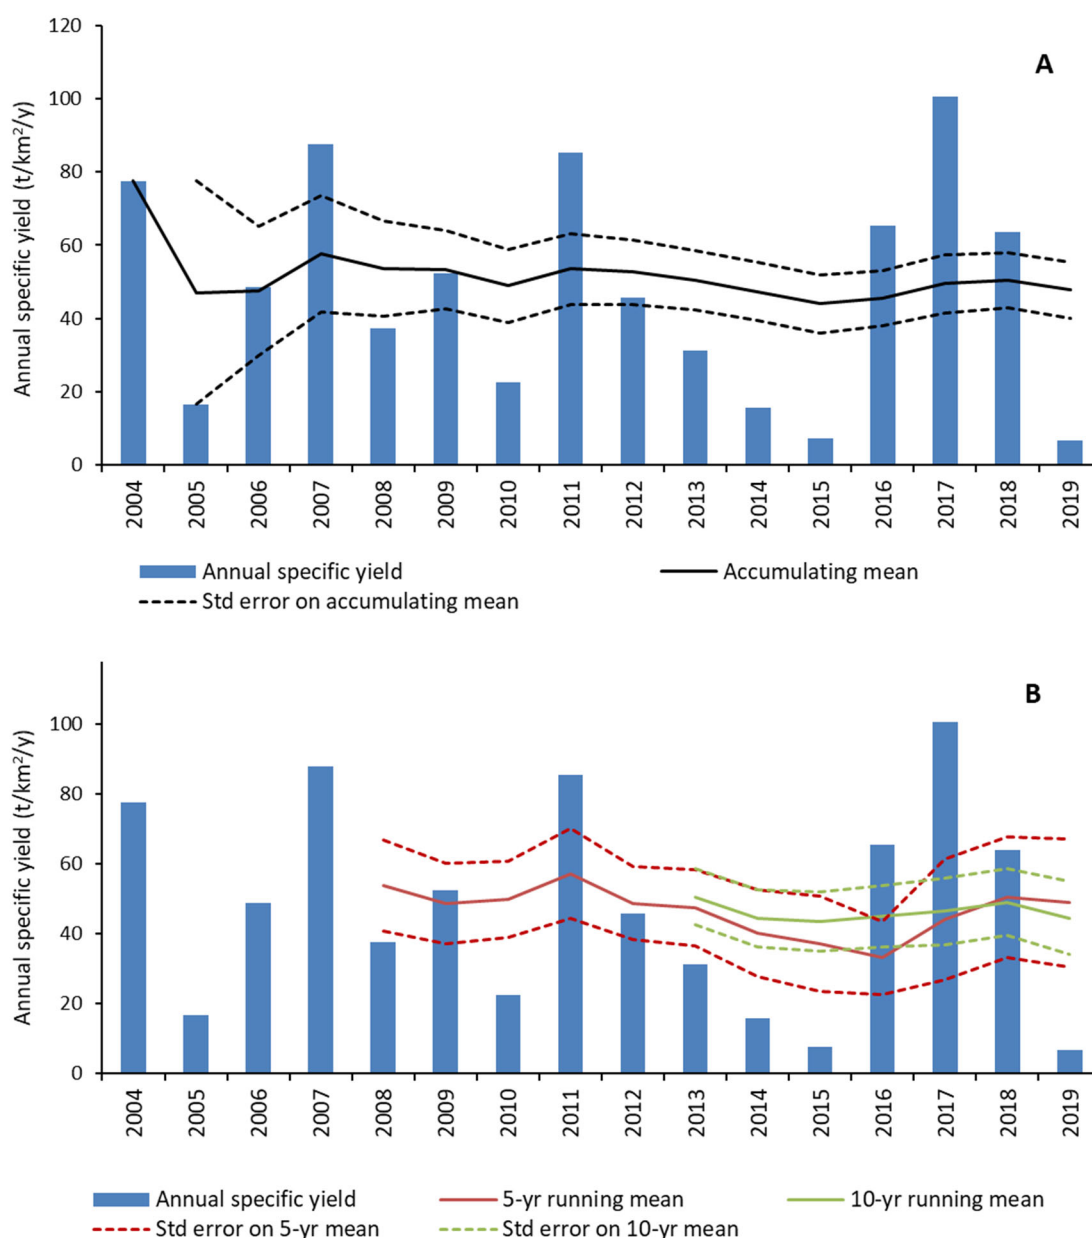 A
Annual specific yield (t/km²/y)
120
100
80
60
40
20
0
2004 2005 2006 2007 2008 2009 2010 2011 2012 2013 2014 2015 2016 2017 2018 2019
Annual specific yield Accumulating mean
Std error on accumulating mean
B
Annual specific yield (t/km²/y)
100
80
60
40
20
0
2004 2005 2006 2007 2008 2009 2010 2011 2012 2013 2014 2015 2016 2017 2018 2019
Annual specific yield 5-yr running mean 10-yr running mean
Std error on 5-yr mean Std error on 10-yr mean